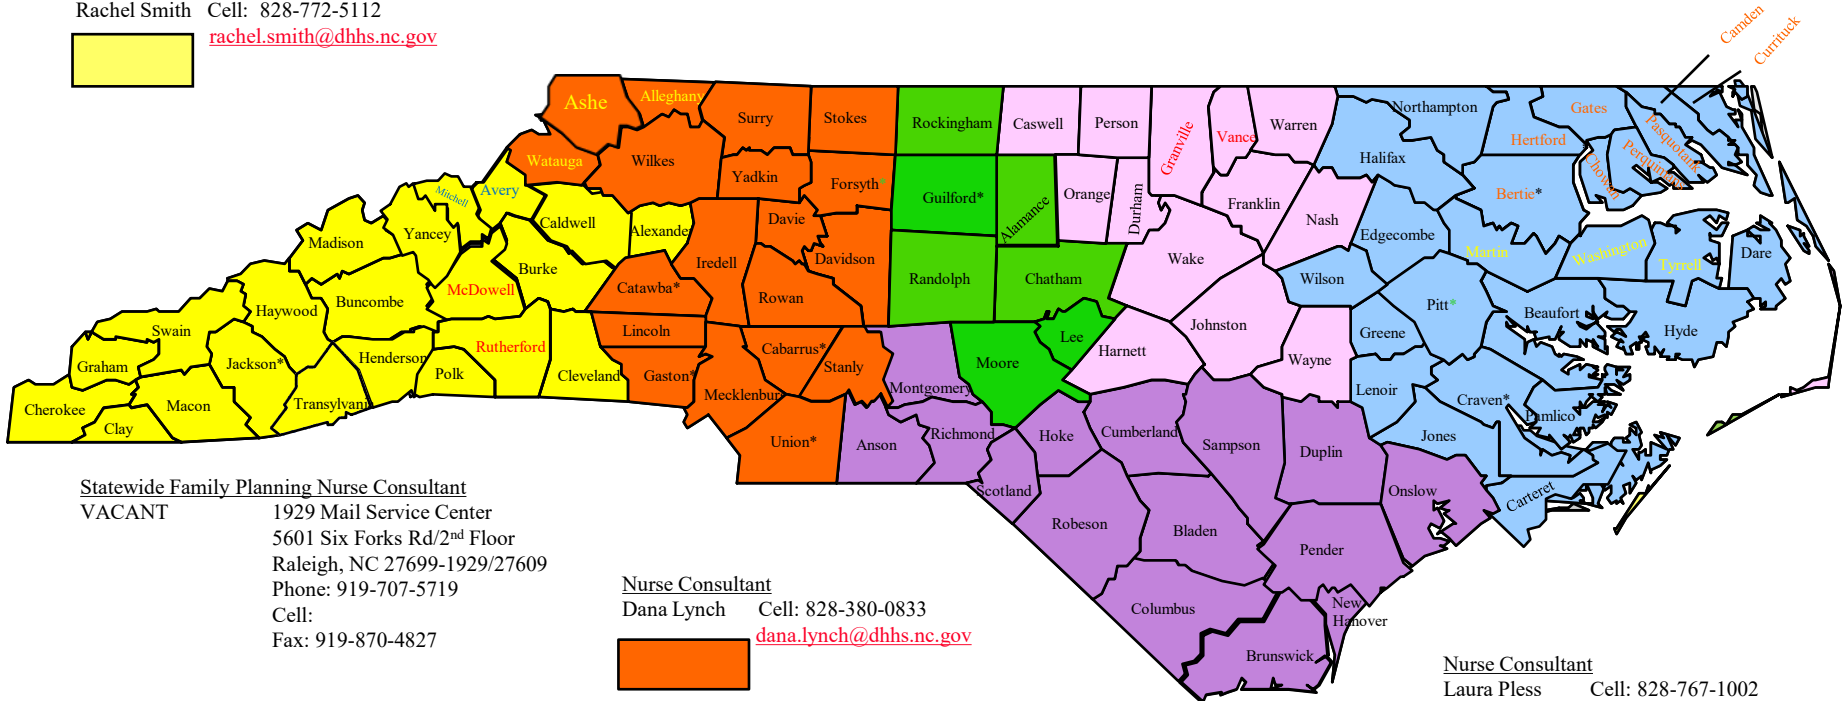 Rachel Smith Cell: 828-772-5112
rachel.smith@dhhs.nc.gov
Camden
Currituck
Ashe
Alleghany
Surry
Stokes
Rockingham
Caswell
Person
Granville
Vance
Warren
Northampton
Gates
Hertford
Pasquotank
Perquimans
Chowan
Halifax
Bertie*
Watauga
Wilkes
Yadkin
Forsyth*
Guilford*
Alamance
Orange
Durham
Franklin
Nash
Edgecombe
Martin
Washington
Tyrrell
Dare
Mitchell
Avery
Caldwell
Alexander
Davie
Davidson
Iredell
Madison
Yancey
Burke
McDowell
Catawba*
Rowan
Randolph
Chatham
Wake
Wilson
Pitt*
Beaufort
Hyde
Haywood
Buncombe
Swain
Graham
Jackson*
Henderson
Rutherford
Polk
Cleveland
Lincoln
Gaston*
Cabarrus*
Stanly
Mecklenbur
Montgomery
Moore
Lee
Harnett
Johnston
Wayne
Greene
Lenoir
Craven*
Pamlico
Jones
Cherokee
Clay
Macon
Transylvani
Union*
Anson
Richmond
Hoke
Cumberland
Sampson
Duplin
Onslow
Carteret
Scotland
Robeson
Bladen
Pender
Columbus
Brunswick
New
Hanover
Statewide Family Planning Nurse Consultant
VACANT 1929 Mail Service Center
5601 Six Forks Rd/2nd Floor
Raleigh, NC 27699-1929/27609
Phone: 919-707-5719
Cell:
Fax: 919-870-4827
Nurse Consultant
Dana Lynch Cell: 828-380-0833
dana.lynch@dhhs.nc.gov
Nurse Consultant
Laura Pless Cell: 828-767-1002